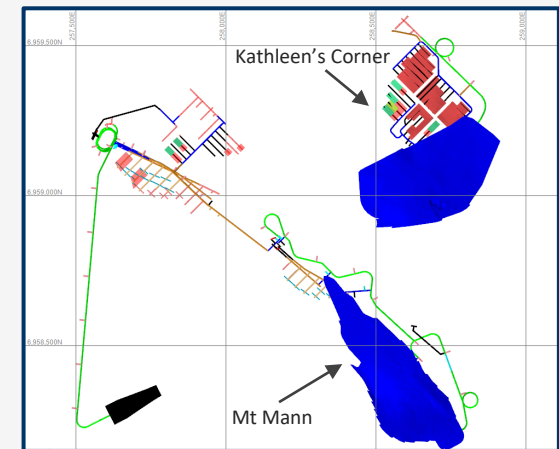 257,500E
258,000E
258,500E
259,000E
6,959,500N
Kathleen's Corner
6,959,000N
6,958,500N
Mt Mann